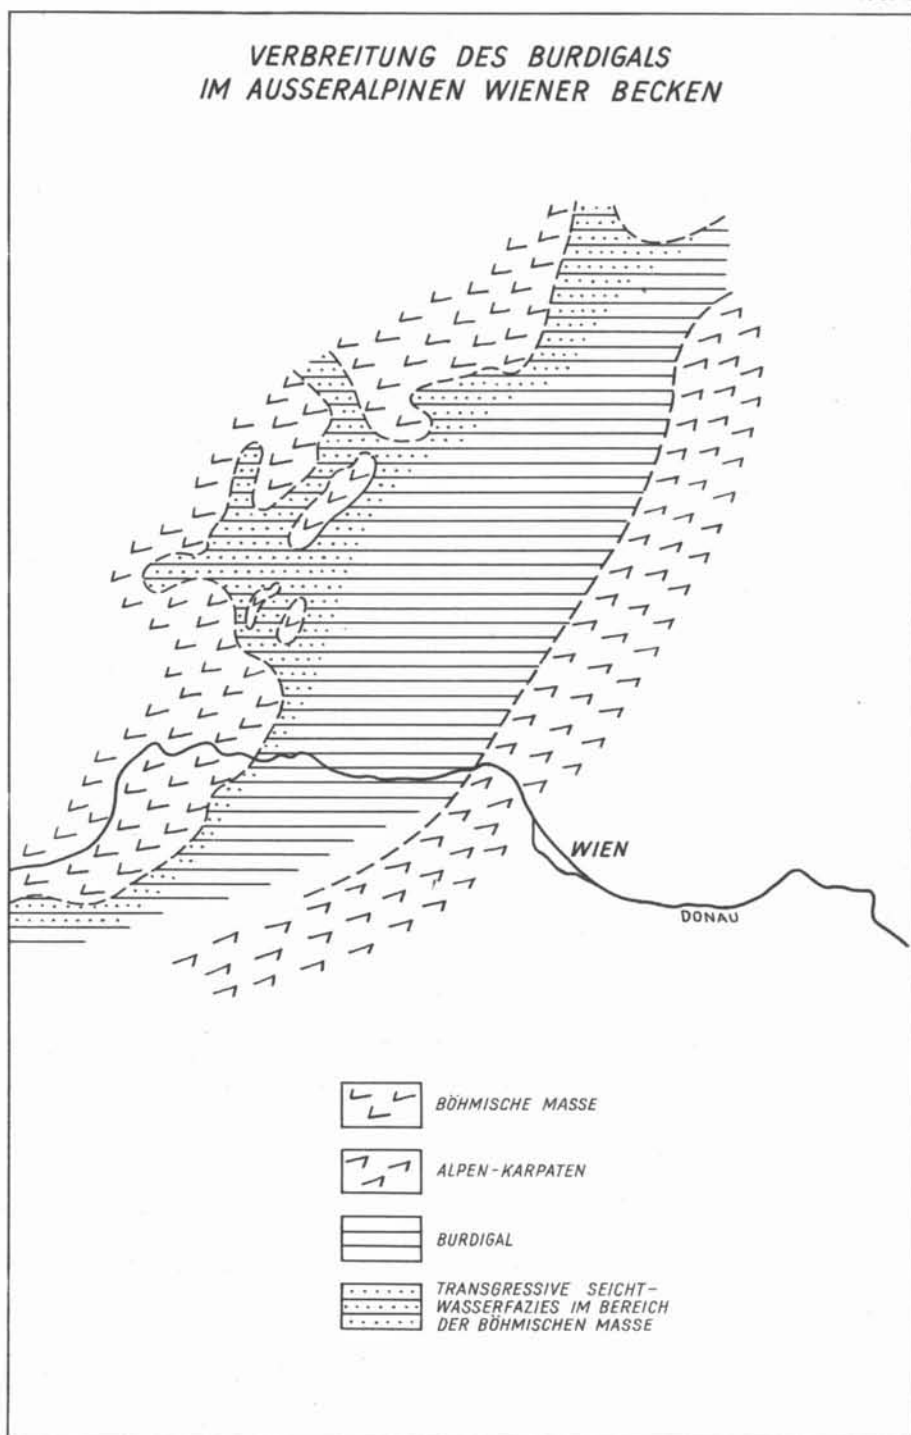 VERBREITUNG DES BURDIGALS
IM AUSSERALPINEN WIENER BECKEN
WIEN
DONAU
BÖHMISCHE MASSE
ALPEN-KARPATEN
BURDIGAL
TRANSGRESSIVE SEICHT-
WASSERFAZIES IM BEREICH
DER BÖHMISCHEN MASSE